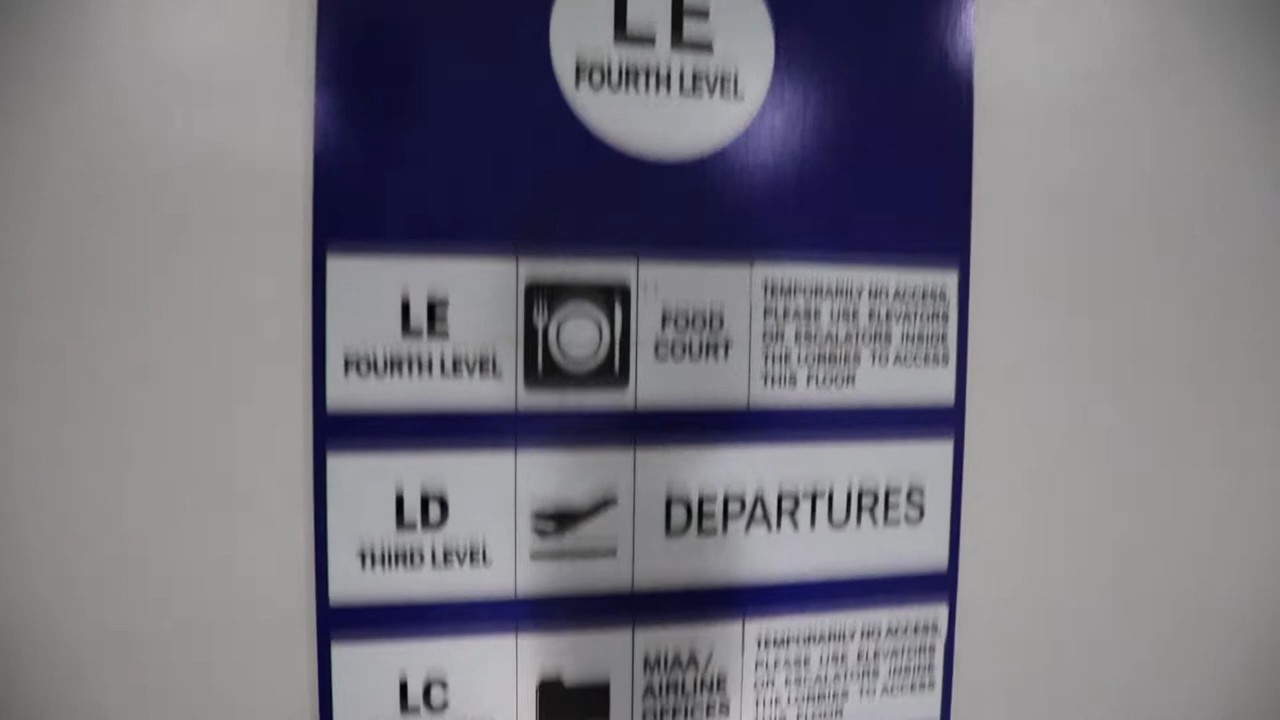 LE
FOURTH LEVEL
LE
FOURTH LEVEL
FOOD
COURT
TEMPORARILY NO ACCESS,
PLEASE USE ELEVATORS
OR ESCALATORS INSIDE
THE LOBBIES TO ACCESS
THIS FLOOR
LD
THIRD LEVEL
DEPARTURES
LC
MIAA/
AIRLINE
OFFICES
TEMPORARILY NO ACCESS,
PLEASE USE ELEVATORS
OR ESCALATORS INSIDE
THE LOBBIES TO ACCESS
THIS FLOOR